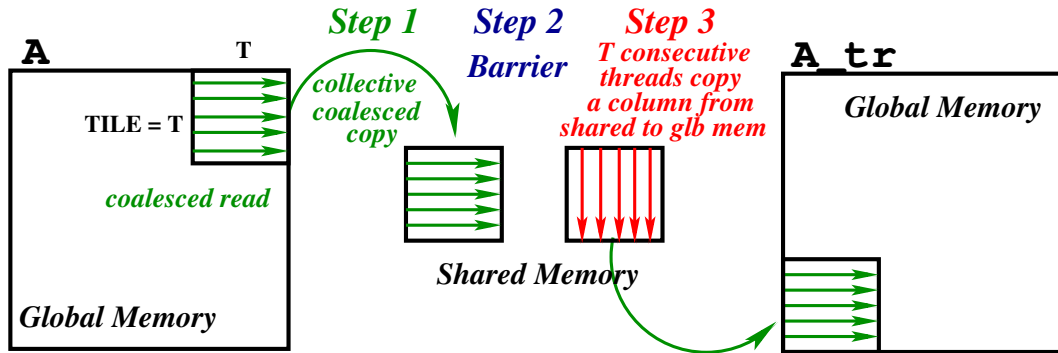 A
T
TILE = T
coalesced read
Global Memory
Step 1
collective
coalesced
copy
Step 2
Barrier
Step 3
T consecutive
threads copy
a column from
shared to glb mem
Shared Memory
A_tr
Global Memory